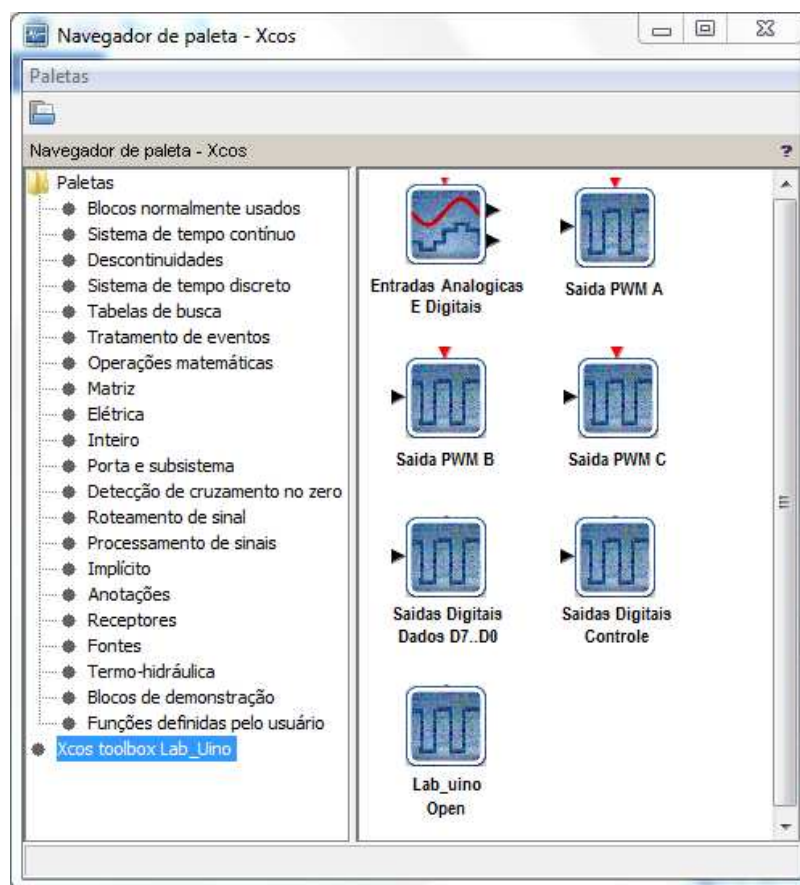 Navegador de paleta - Xcos
Paletas
Navegador de paleta - Xcos ?
Paletas
Blocos normalmente usados
Sistema de tempo contínuo
Descontinuidades
Sistema de tempo discreto
Tabelas de busca
Tratamento de eventos
Operações matemáticas
Matriz
Elétrica
Inteiro
Porta e subsistema
Detecção de cruzamento no zero
Roteamento de sinal
Processamento de sinais
Implícito
Anotações
Receptores
Fontes
Termo-hidráulica
Blocos de demonstração
Funções definidas pelo usuário
Xcos toolbox Lab_Uino
Entradas Analogicas
E Digitais
Saida PWM A
Saida PWM B
Saida PWM C
Saidas Digitais
Dados D7..D0
Saidas Digitais
Controle
Lab_uino
Open